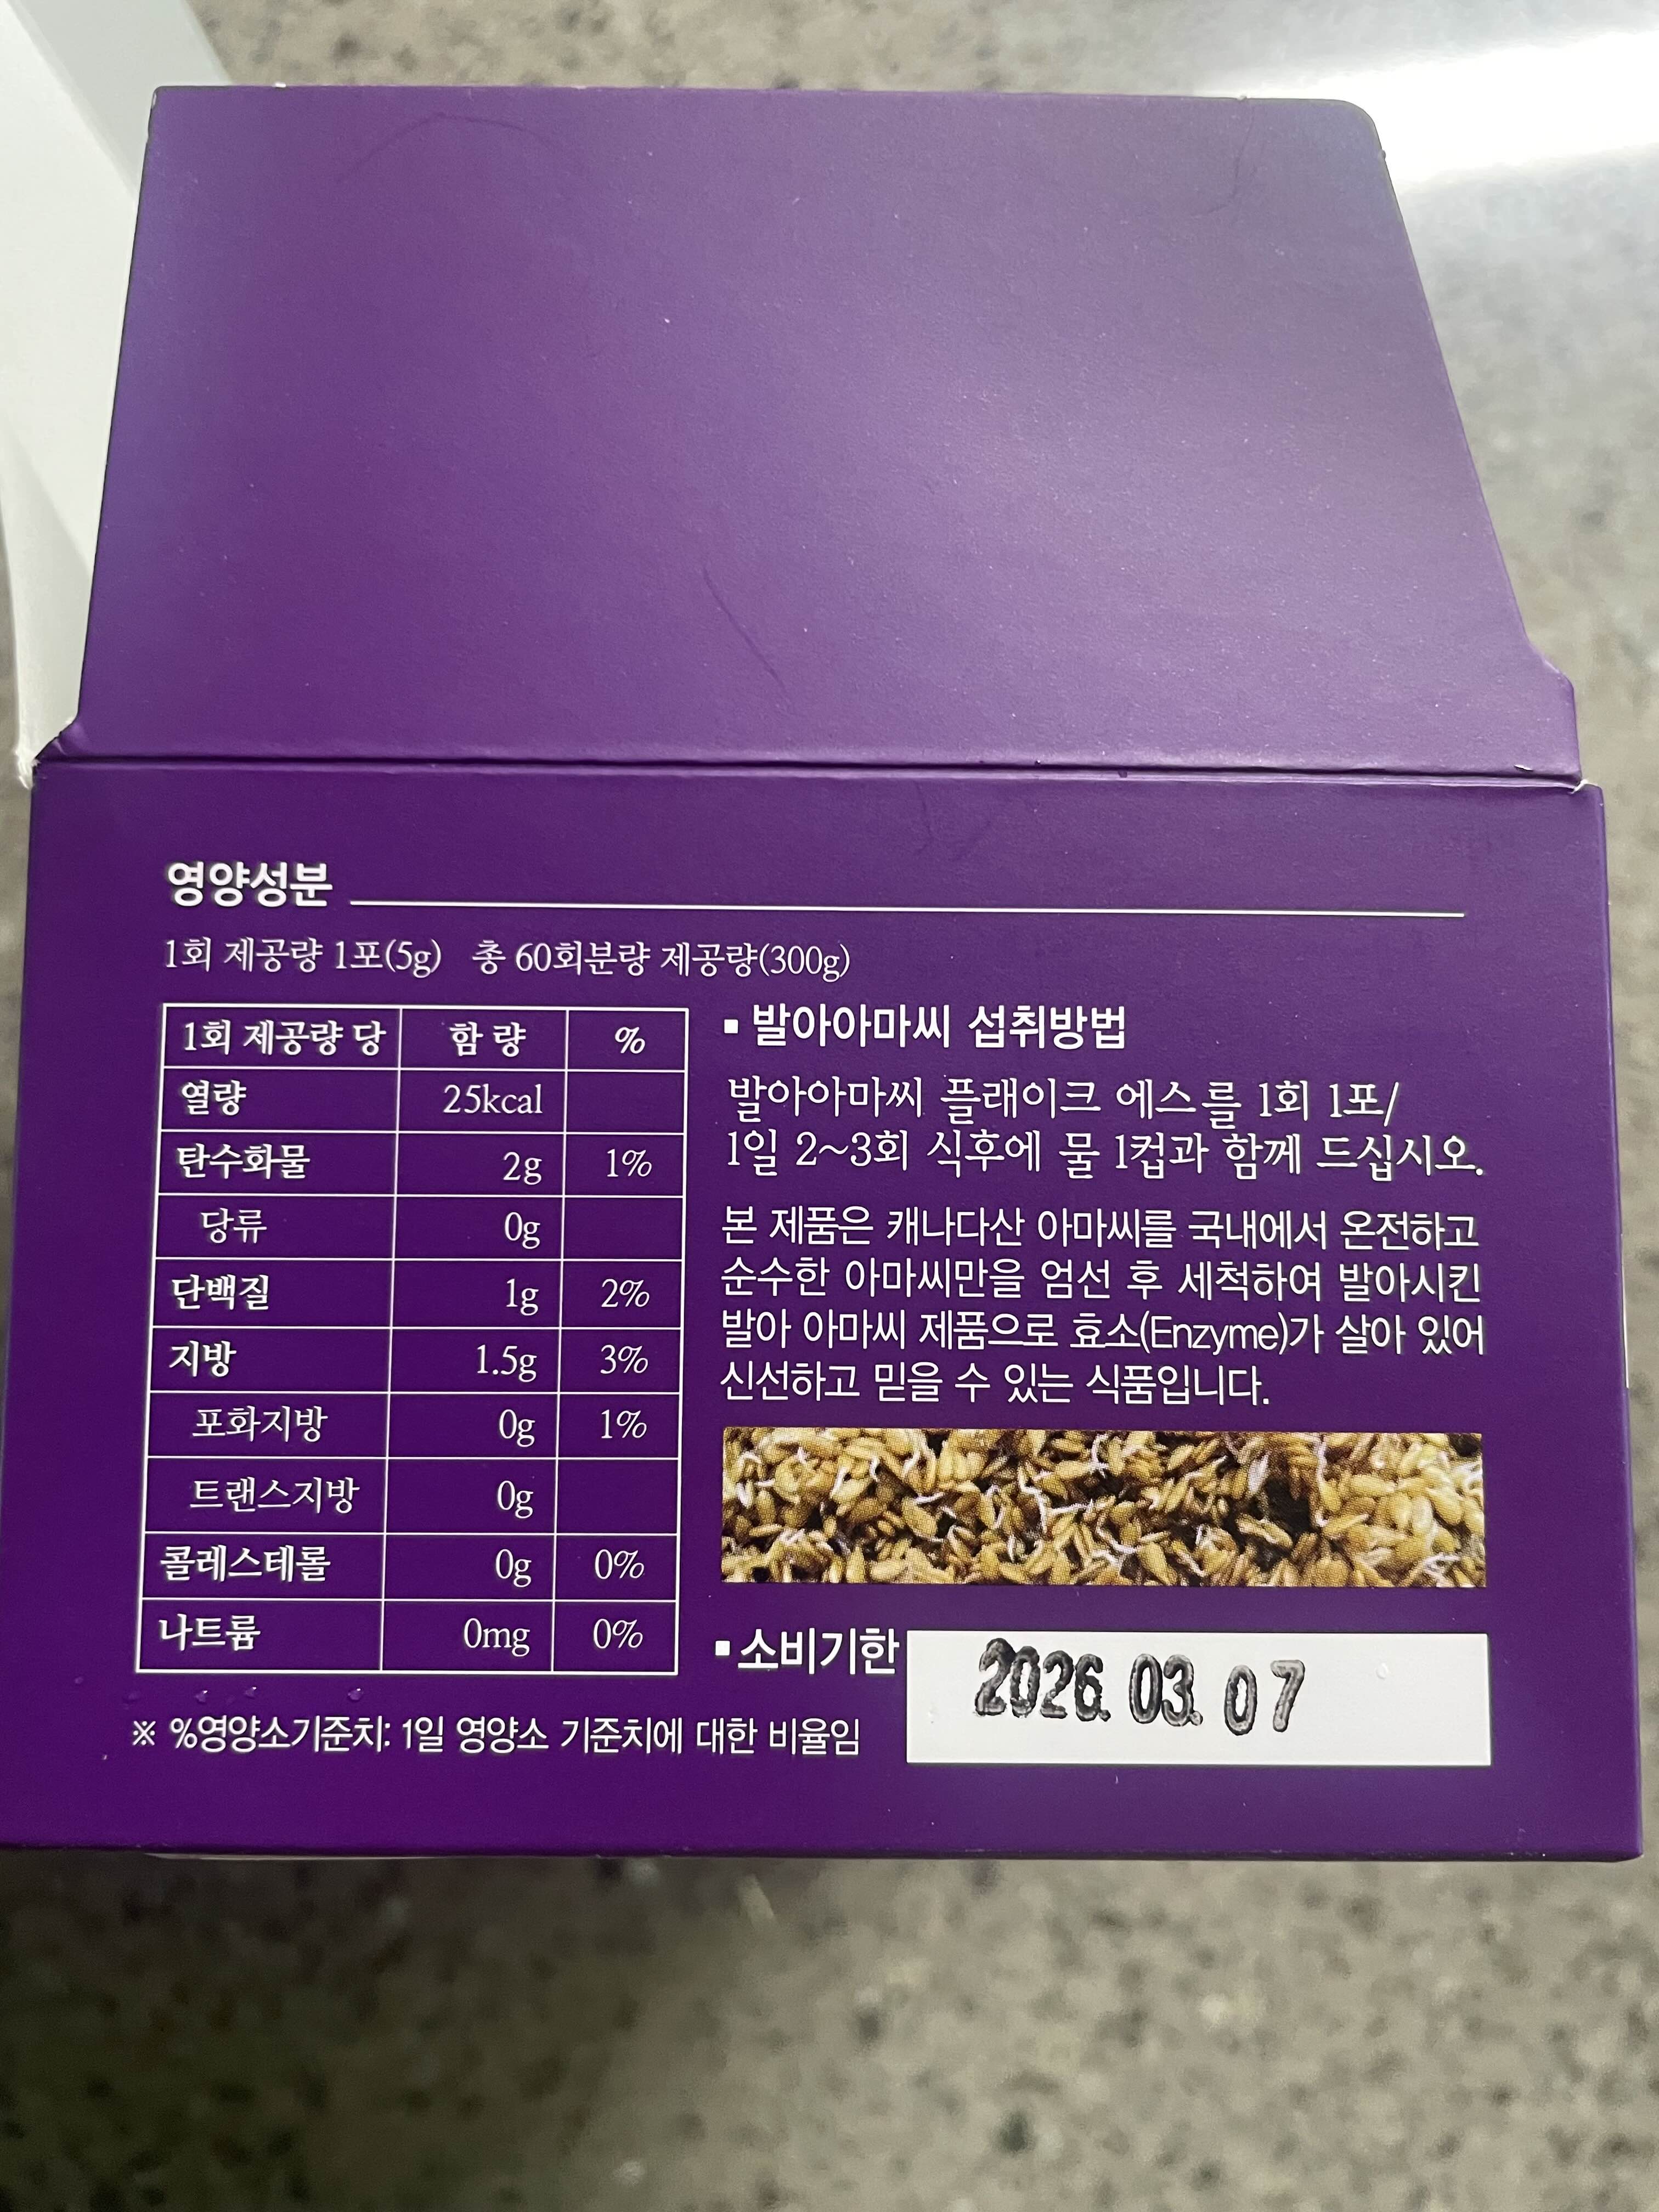 영양성분
1회 제공량 1포(5g) 총 60회분량 제공량(300g)
1회 제공량 당 함 량 %
열량 25kcal
탄수화물 2g 1%
당류 0g
단백질 1g 2%
지방 1.5g 3%
포화지방 0g 1%
트랜스지방 0g
콜레스테롤 0g 0%
나트륨 0mg 0%
※ %영양소기준치: 1일 영양소 기준치에 대한 비율임
▪ 발아아마씨 섭취방법
발아아마씨 플래이크 에스를 1회 1포/
1일 2~3회 식후에 물 1컵과 함께 드십시오.
본 제품은 캐나다산 아마씨를 국내에서 온전하고
순수한 아마씨만을 엄선 후 세척하여 발아시킨
발아 아마씨 제품으로 효소(Enzyme)가 살아 있어
신선하고 믿을 수 있는 식품입니다.
▪ 소비기한 2026. 03. 07